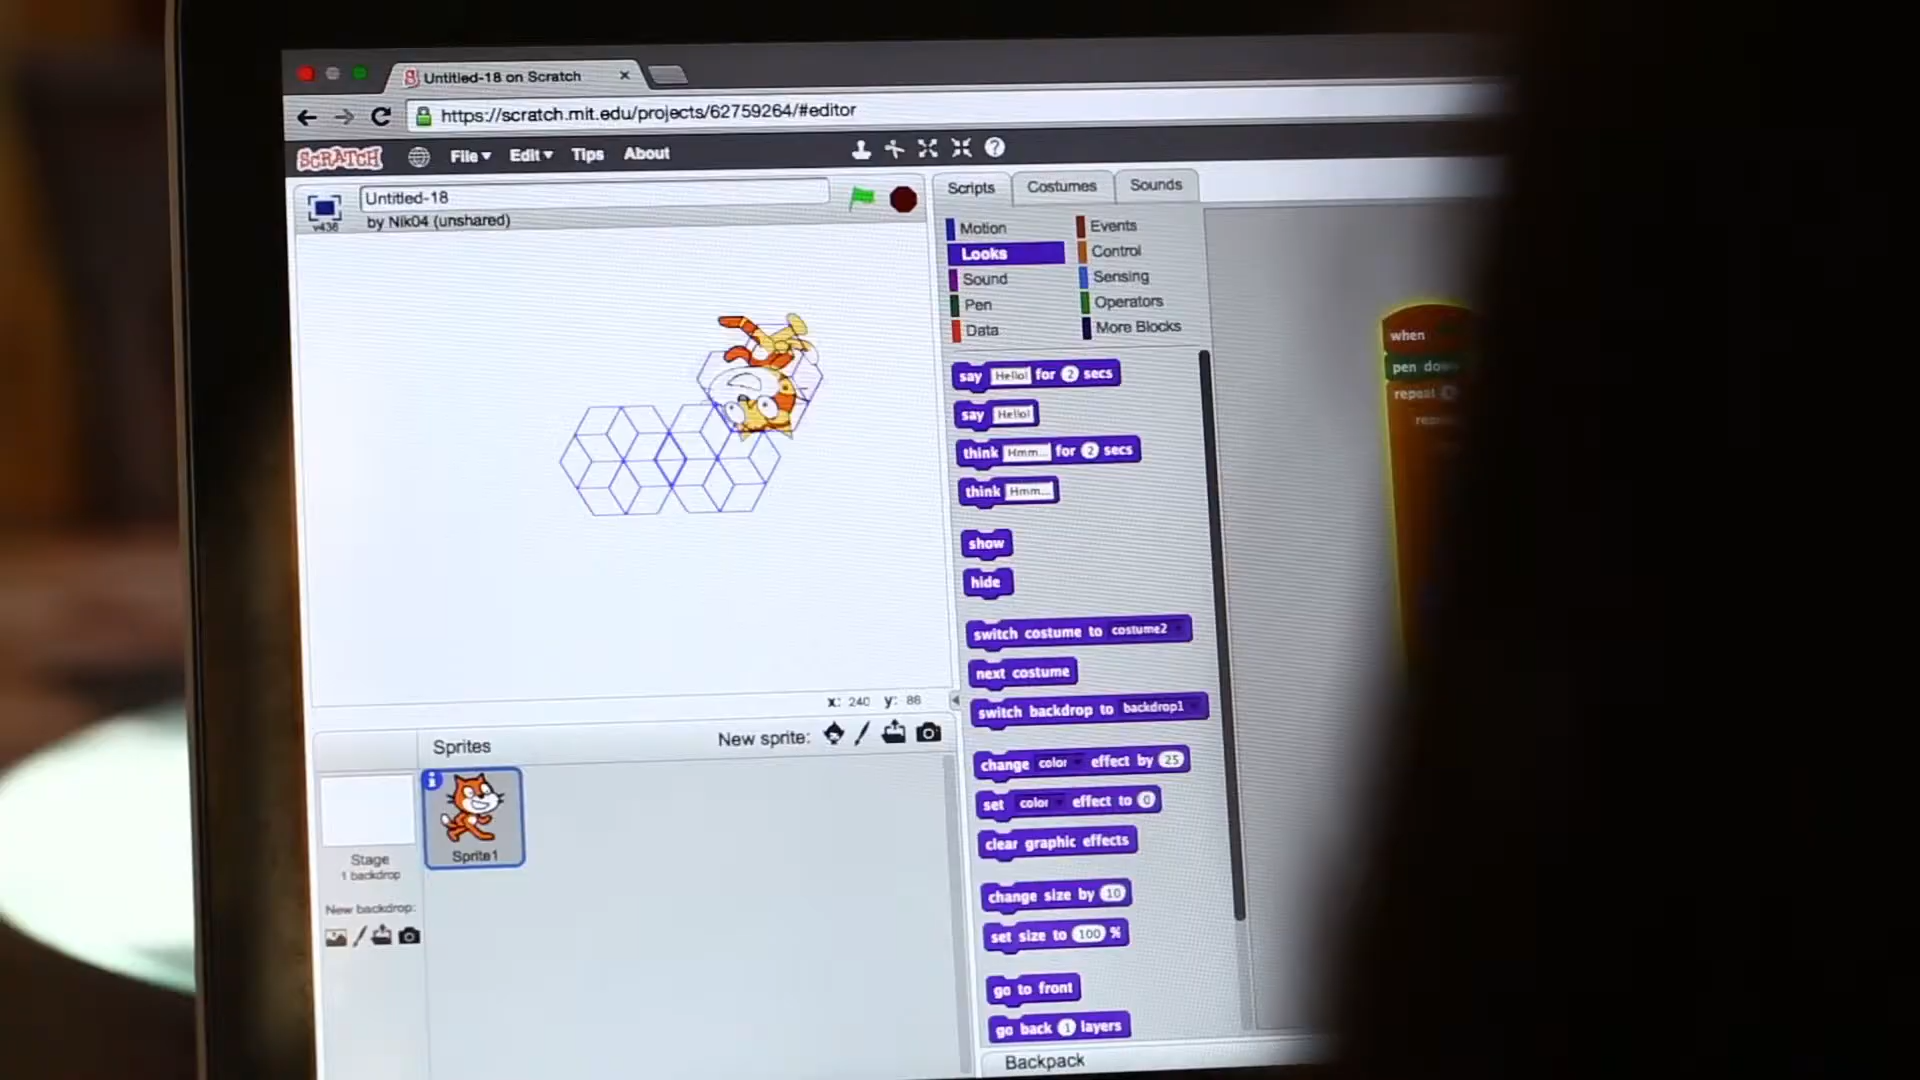 Untitled-18 on Scratch
https://scratch.mit.edu/projects/62759264/#editor
SCRATCH File Edit Tips About
Untitled-18
v438 by Nik04 (unshared)
Scripts Costumes Sounds
Motion Events
Looks Control
Sound Sensing
Pen Operators
Data More Blocks
say Hello! for 2 secs
say Hello!
think Hmm... for 2 secs
think Hmm...
show
hide
switch costume to costume2
next costume
switch backdrop to backdrop1
change color effect by 25
set color effect to 0
clear graphic effects
change size by 10
set size to 100 %
go to front
go back 1 layers
Backpack
when
pen down
repeat
x: 240 y: 86
Sprites New sprite:
Sprite1
Stage
1 backdrop
New backdrop: